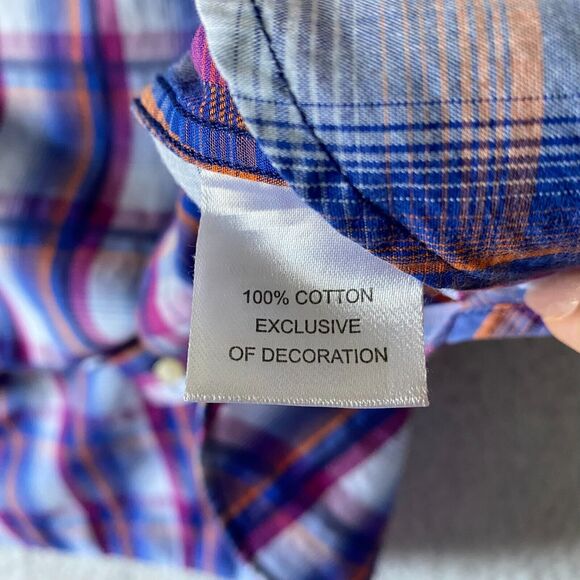 100% COTTON
EXCLUSIVE
OF DECORATION